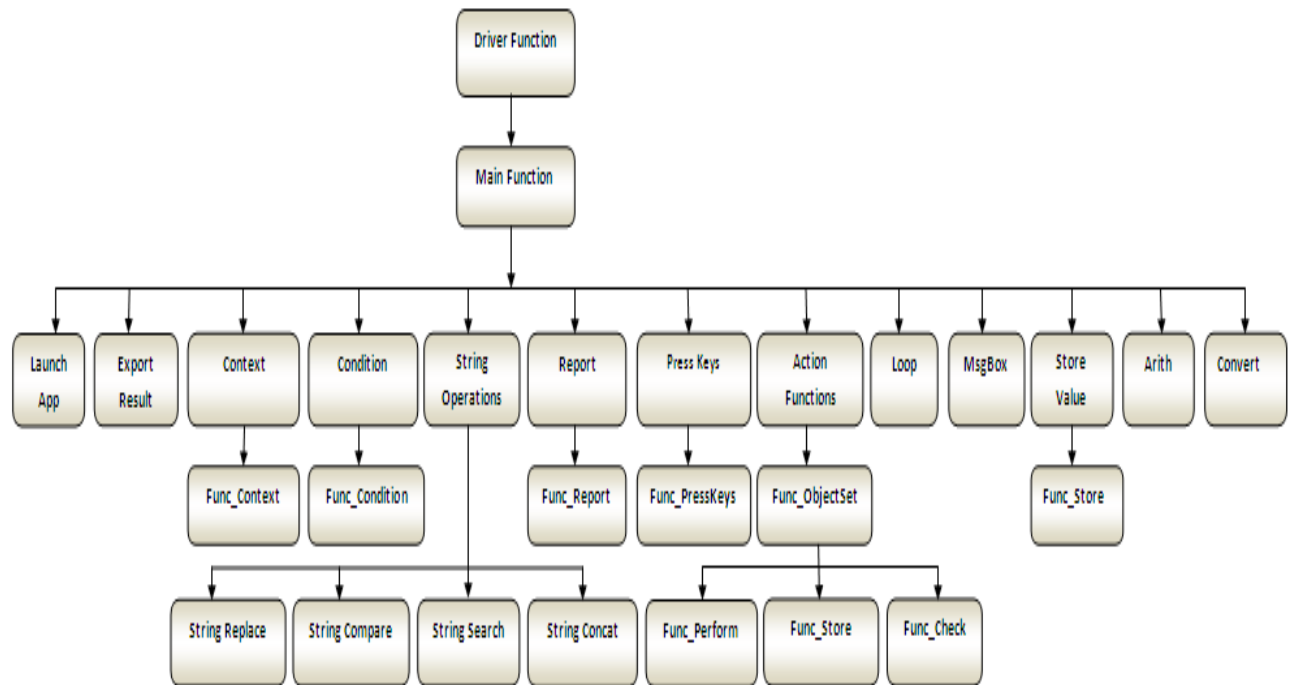 Driver Function
Main Function
Launch
App
Export
Result
Context
Condition
String
Operations
Report
Press Keys
Action
Functions
Loop
MsgBox
Store
Value
Arith
Convert
Func_Context
Func_Condition
Func_Report
Func_PressKeys
Func_ObjectSet
Func_Store
String Replace
String Compare
String Search
String Concat
Func_Perform
Func_Store
Func_Check